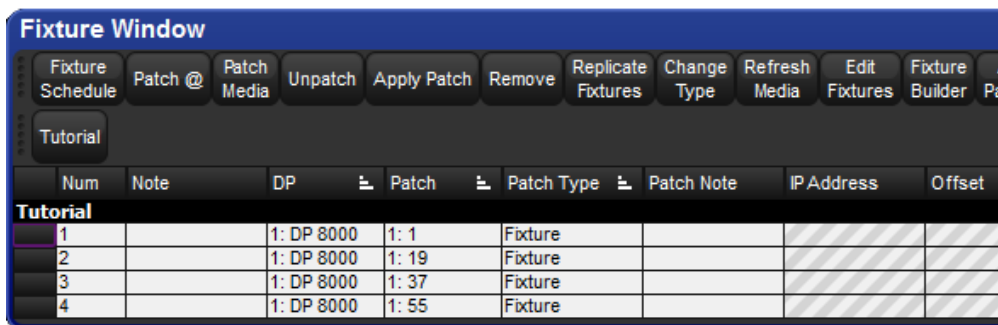 Fixture Window
Fixture Schedule Patch @ Patch Media Unpatch Apply Patch Remove Replicate Fixtures Change Type Refresh Media Edit Fixtures Fixture Builder
Tutorial
Num Note DP Patch Patch Type Patch Note IP Address Offset
Tutorial
1 1: DP 8000 1: 1 Fixture
2 1: DP 8000 1: 19 Fixture
3 1: DP 8000 1: 37 Fixture
4 1: DP 8000 1: 55 Fixture